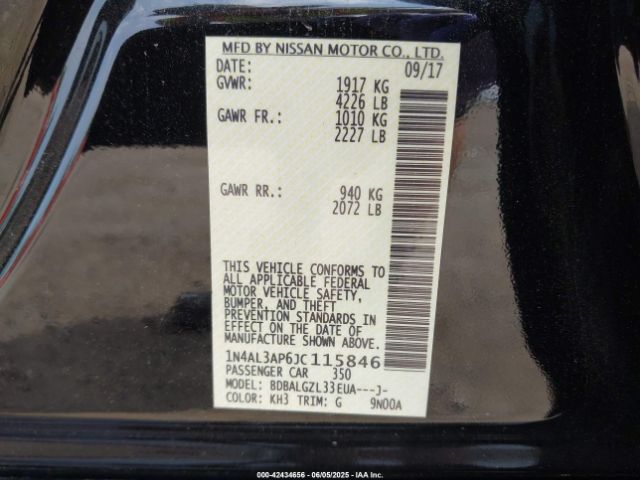 MFD BY NISSAN MOTOR CO., LTD.
DATE: 09/17
GVWR: 1917 KG
4226 LB
GAWR FR.: 1010 KG
2227 LB
GAWR RR.: 940 KG
2072 LB
THIS VEHICLE CONFORMS TO
ALL APPLICABLE FEDERAL
MOTOR VEHICLE SAFETY,
BUMPER, AND THEFT
PREVENTION STANDARDS IN
EFFECT ON THE DATE OF
MANUFACTURE SHOWN ABOVE.
1N4AL3AP6JC115846
PASSENGER CAR 350
MODEL: BDBALGZL33EUA---J-
COLOR: KH3 TRIM: G 9N00A
© 42434656 | 06/05/2025 | IAA Inc.